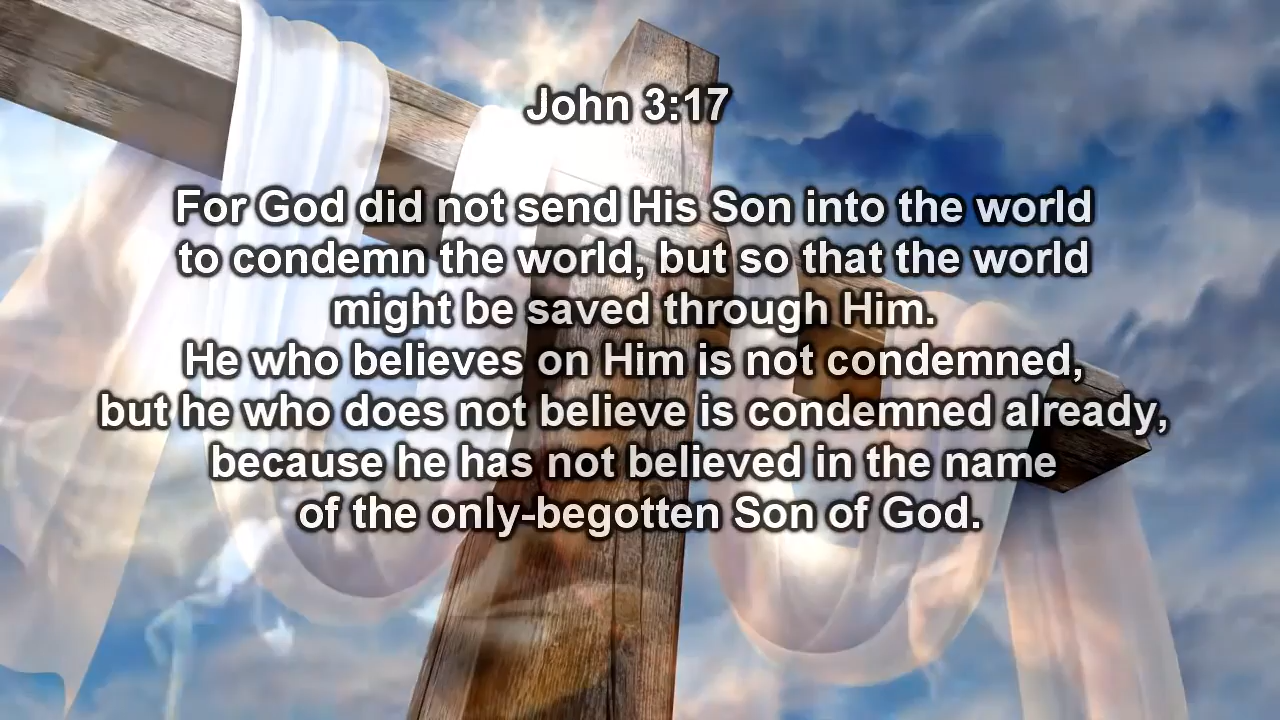 John 3:17
For God did not send His Son into the world
to condemn the world, but so that the world
might be saved through Him.
He who believes on Him is not condemned,
but he who does not believe is condemned already,
because he has not believed in the name
of the only-begotten Son of God.